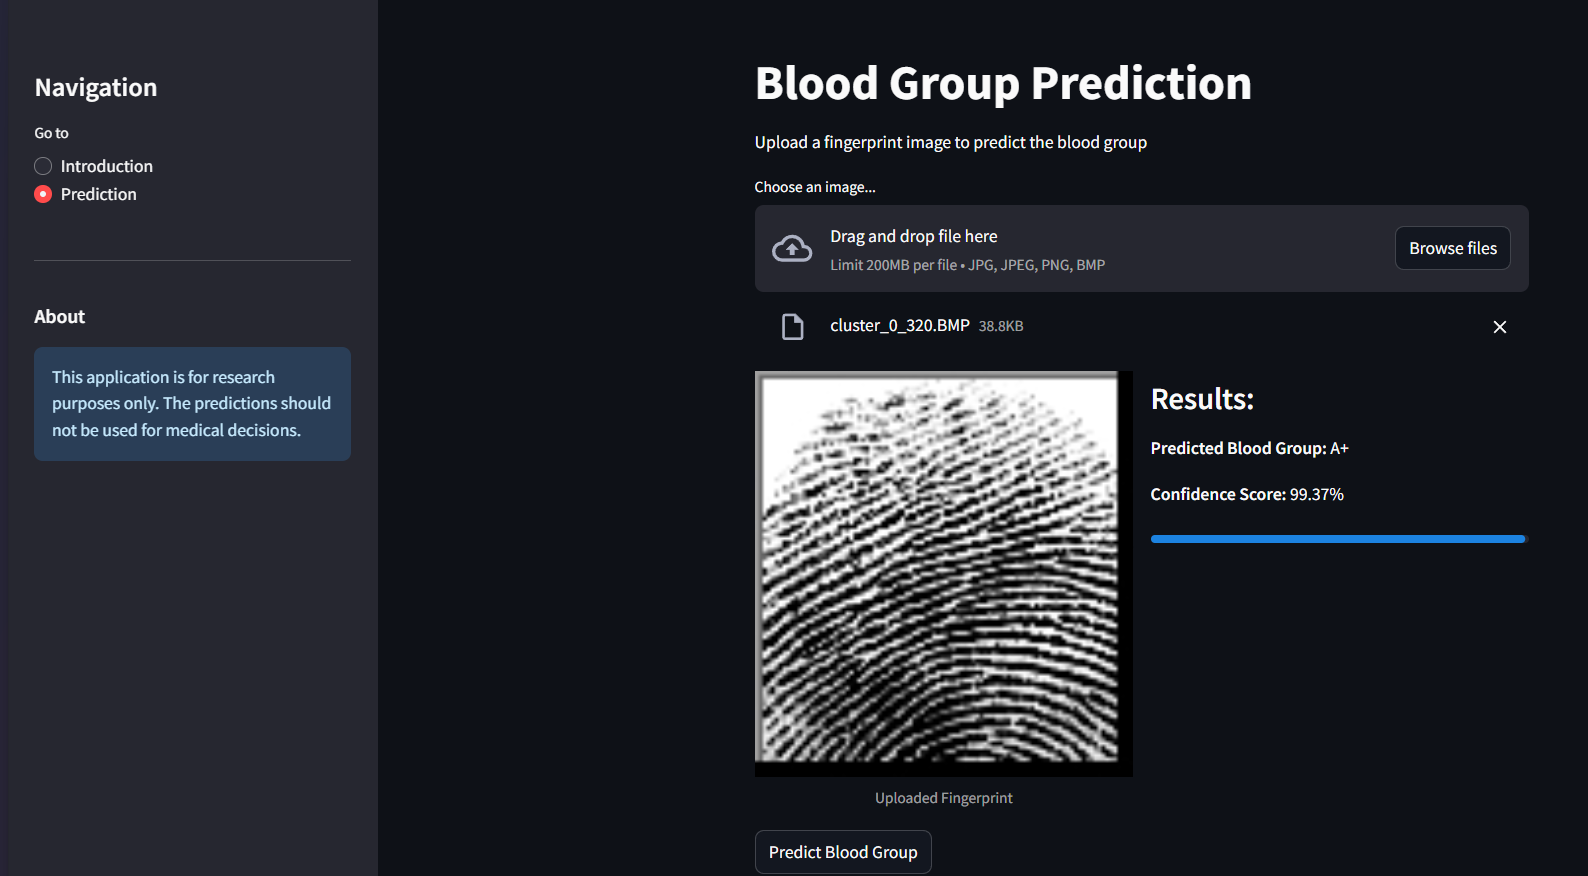 Navigation
Go to
Introduction
Prediction
About
This application is for research
purposes only. The predictions should
not be used for medical decisions.
Blood Group Prediction
Upload a fingerprint image to predict the blood group
Choose an image...
Drag and drop file here
Limit 200MB per file • JPG, JPEG, PNG, BMP
Browse files
cluster_0_320.BMP 38.8KB
Results:
Predicted Blood Group: A+
Confidence Score: 99.37%
Uploaded Fingerprint
Predict Blood Group